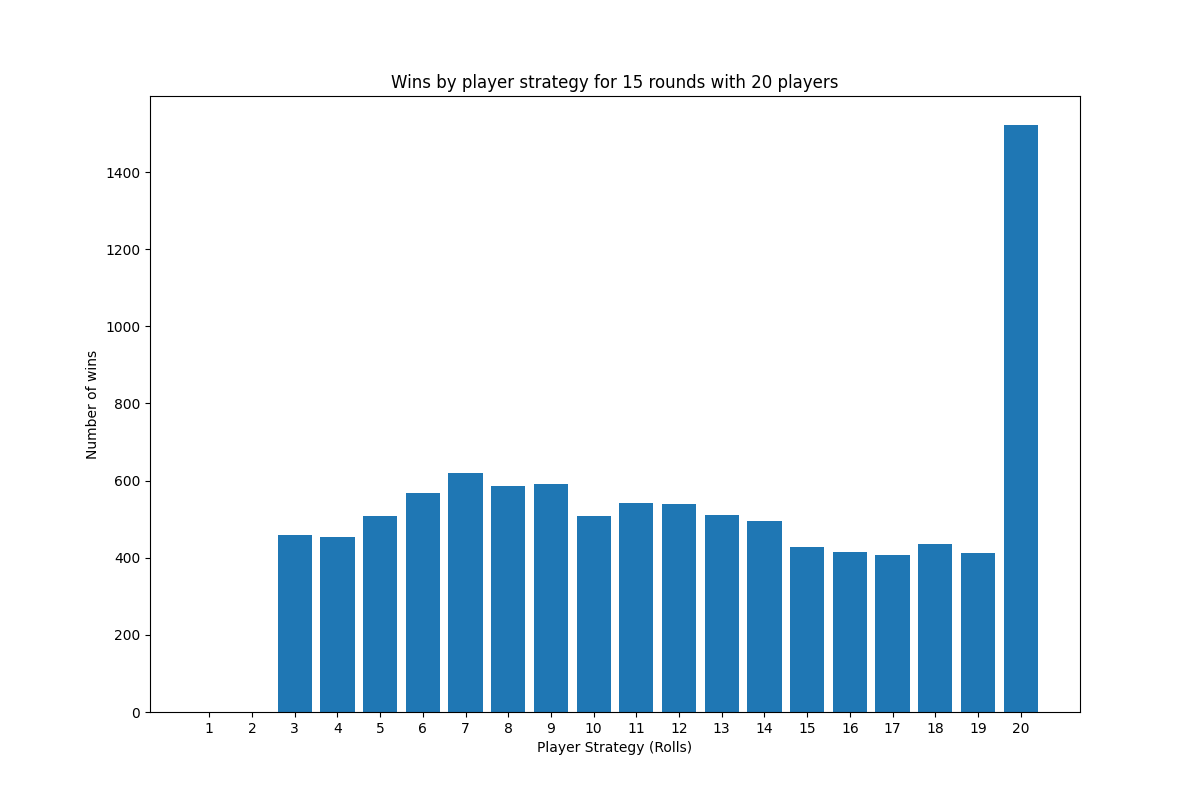 Wins by player strategy for 15 rounds with 20 players
Number of wins
1400
1200
1000
800
600
400
200
0
1 2 3 4 5 6 7 8 9 10 11 12 13 14 15 16 17 18 19 20
Player Strategy (Rolls)